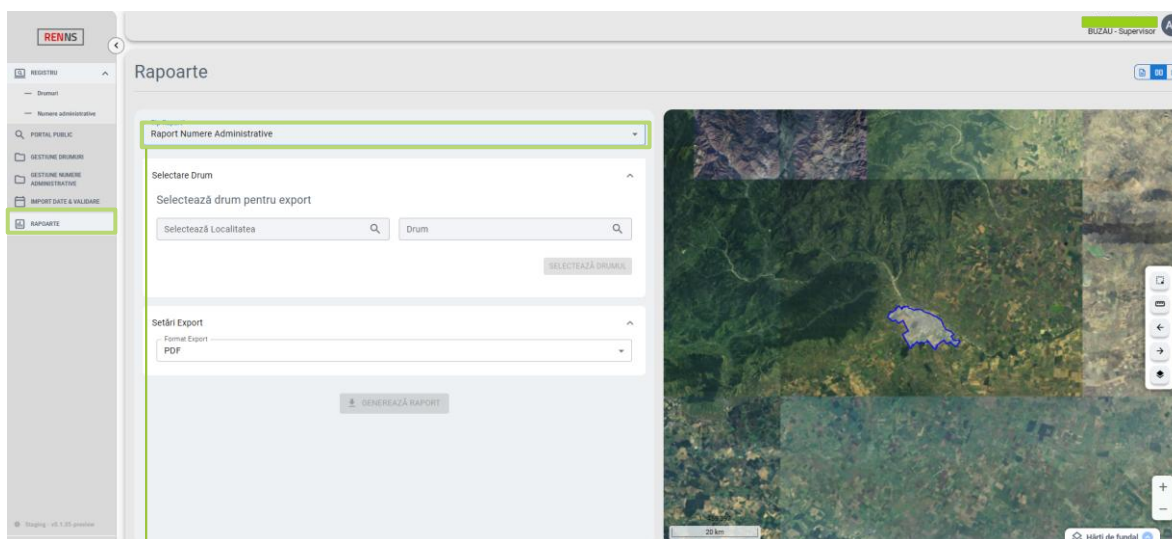 RENNS
BUZĂU - Supervisor
A
REGISTRU
Drumuri
Numere administrative
PORTAL PUBLIC
GESTIUNE DRUMURI
GESTIUNE NUMERE
ADMINISTRATIVE
IMPORT DATE & VALIDARE
RAPOARTE
Rapoarte
Raport Numere Administrative
Selectare Drum
Selectează drum pentru export
Selectează Localitatea
Drum
SELECTEAZĂ DRUMUL
Setări Export
Format Export
PDF
GENEREAZĂ RAPORT
20 km
Hărți de fundal